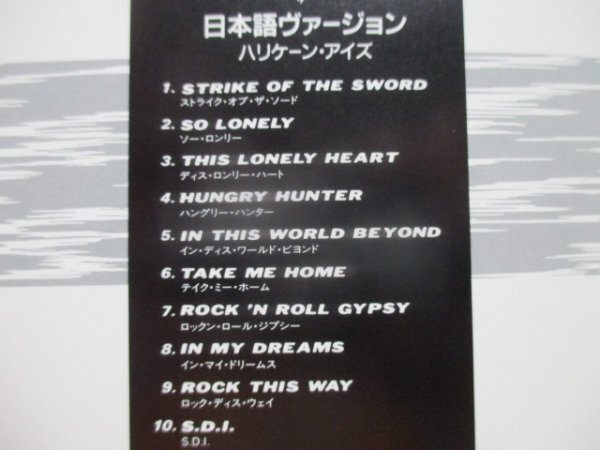 日本語ヴァージョン
ハリケーン・アイズ
1. STRIKE OF THE SWORD
ストライク・オブ・ザ・ソード
2. SO LONELY
ソー・ロンリー
3. THIS LONELY HEART
ディス・ロンリー・ハート
4. HUNGRY HUNTER
ハングリー・ハンター
5. IN THIS WORLD BEYOND
イン・ディス・ワールド・ビヨンド
6. TAKE ME HOME
テイク・ミー・ホーム
7. ROCK 'N ROLL GYPSY
ロックン・ロール・ジプシー
8. IN MY DREAMS
イン・マイ・ドリームス
9. ROCK THIS WAY
ロック・ディス・ウェイ
10. S.D.I.
S.D.I.